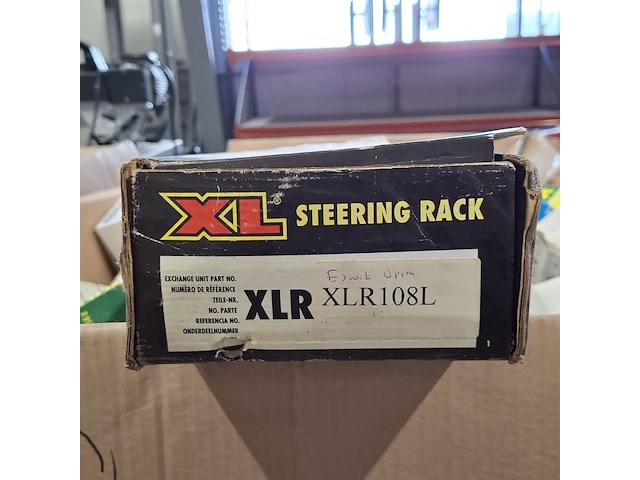 XL® STEERING RACK
EXCHANGE UNIT PART NO.
NUMÉRO DE RÉFÉRENCE
TEILE-NR.
NO. PARTE
REFERENCIA NO.
ONDERDEELNUMMER
XLR XLR108L
1